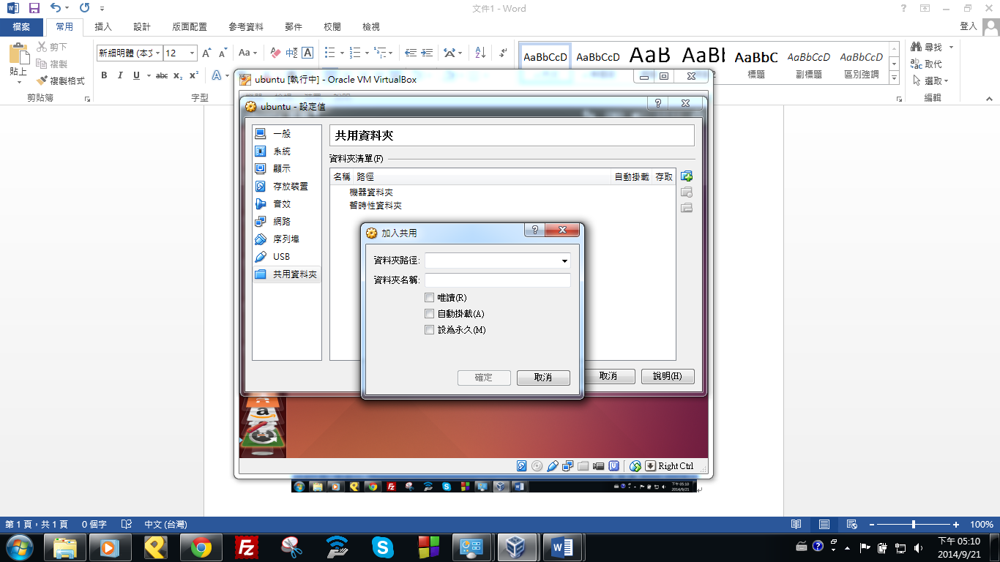 文件1 - Word
檔案 常用 插入 設計 版面配置 參考資料 郵件 校閱 檢視 登入
貼上
剪下
複製
複製格式
剪貼簿
新細明體 (本文 12
B I U abc x₂ x² A
字型
AaBbCcD AaBbCcD AaB AaBl AaBbC AaBbCcD AaBbCcD
標題 副標題 區別強調
尋找
取代
選取
編輯
ubuntu [執行中] - Oracle VM VirtualBox
ubuntu - 設定值
一般
系統
顯示
存放裝置
音效
網路
序列埠
USB
共用資料夾
共用資料夾
資料夾清單(F)
名稱 路徑 自動掛載 存取
機器資料夾
暫時性資料夾
加入共用
資料夾路徑:
資料夾名稱:
唯讀(R)
自動掛載(A)
設為永久(M)
確定 取消
取消 說明(H)
Right Ctrl
下午 05:10
2014/9/21
第 1 頁，共 1 頁 0 個字 中文 (台灣) 100%
下午 05:10
2014/9/21